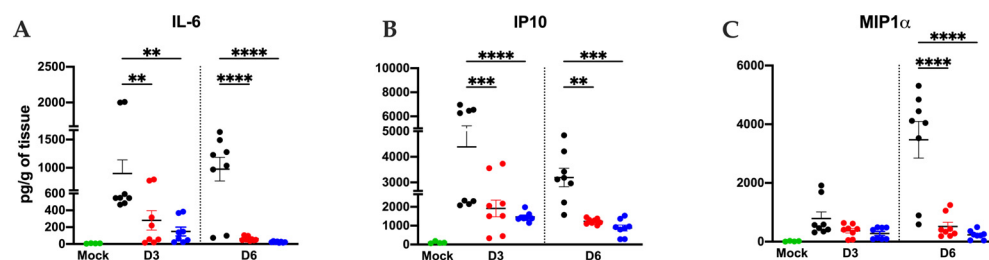 A
IL-6
**
****
**
****
2500
2000
1500
1000
600
400
200
0
pg/g of tissue
Mock
D3
D6
B
IP10
****
***
***
**
10000
8000
6000
5000
4000
3000
2000
1000
0
Mock
D3
D6
C
MIP1α
****
****
6000
4000
2000
0
Mock
D3
D6